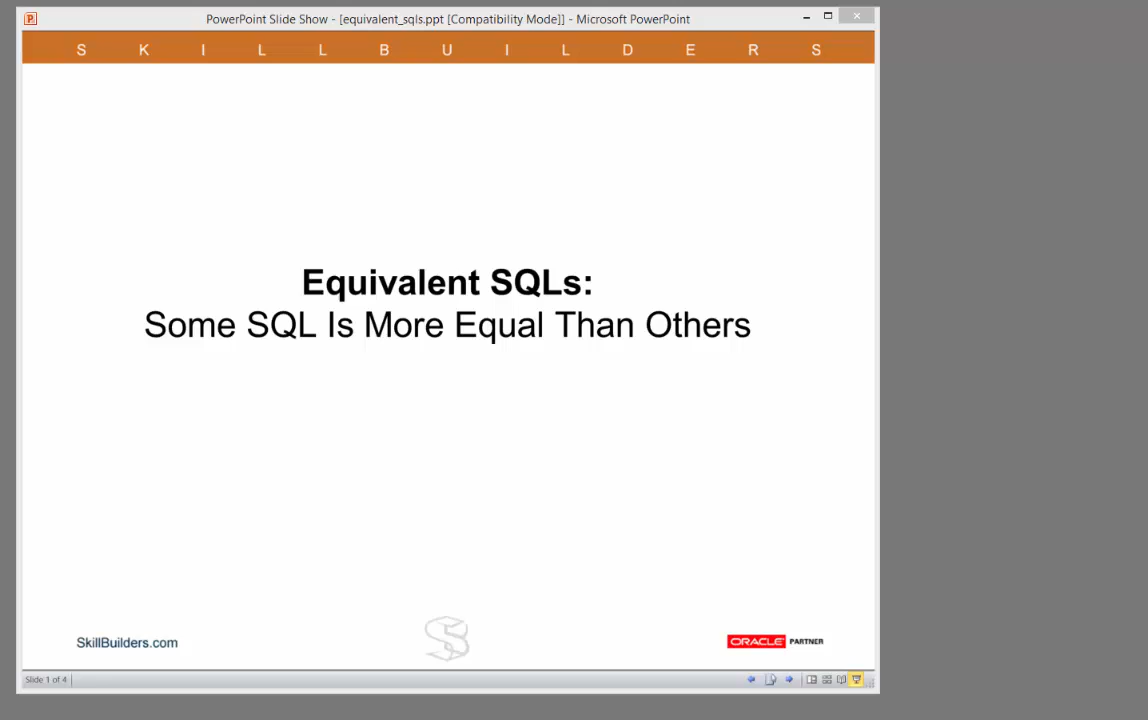 PowerPoint Slide Show - [equivalent_sqls.ppt [Compatibility Mode]] - Microsoft PowerPoint
S K I L L B U I L D E R S
Equivalent SQLs:
Some SQL Is More Equal Than Others
SkillBuilders.com
ORACLE PARTNER
Slide 1 of 4